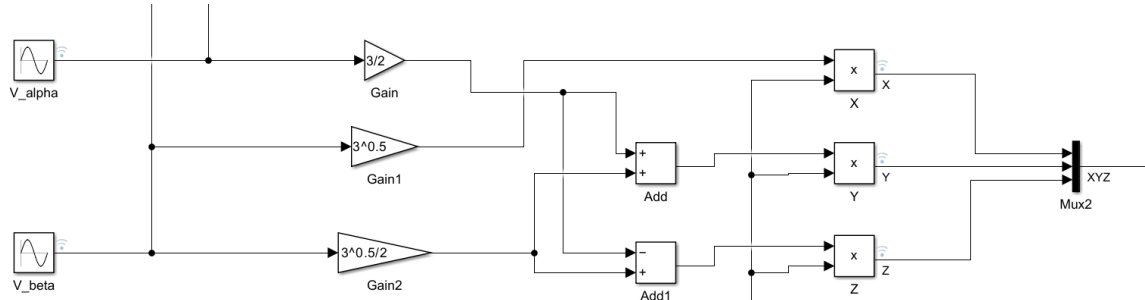 V_alpha
3/2
Gain
3^0.5
Gain1
V_beta
3^0.5/2
Gain2
+
+
Add
−
+
Add1
x
X
X
x
Y
Y
x
Z
Z
XYZ
Mux2